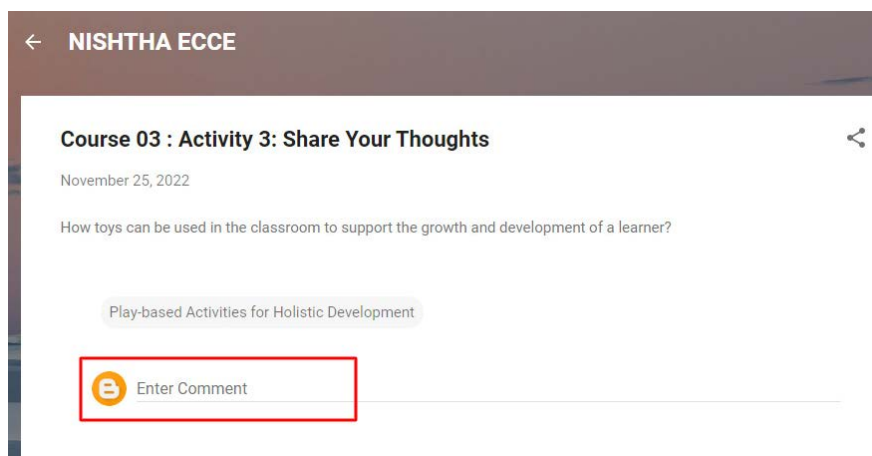 NISHTHA ECCE
Course 03 : Activity 3: Share Your Thoughts
November 25, 2022
How toys can be used in the classroom to support the growth and development of a learner?
Play-based Activities for Holistic Development
Enter Comment